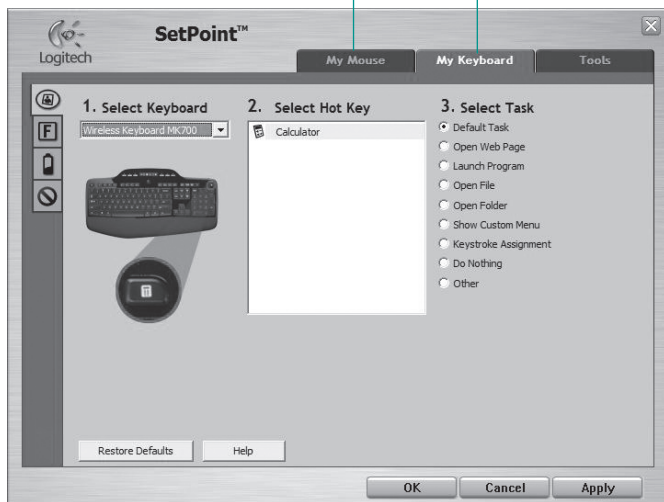 Logitech
SetPoint™
My Mouse
My Keyboard
Tools
1. Select Keyboard
Wireless Keyboard MK700
2. Select Hot Key
Calculator
3. Select Task
Default Task
Open Web Page
Launch Program
Open File
Open Folder
Show Custom Menu
Keystroke Assignment
Do Nothing
Other
F
Restore Defaults
Help
OK
Cancel
Apply